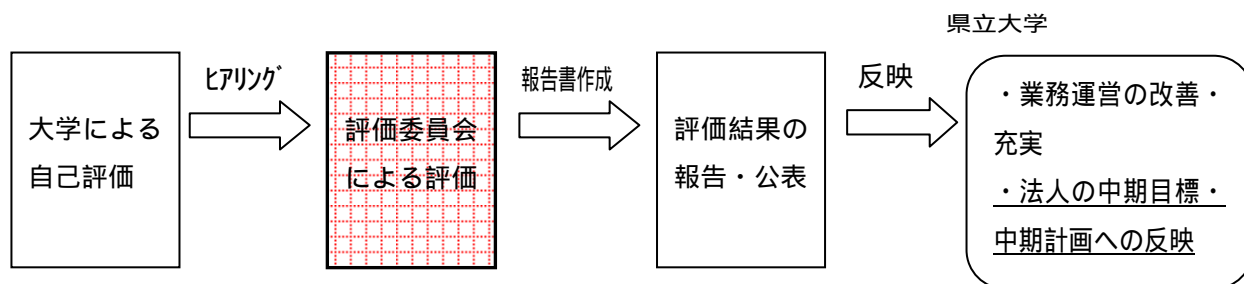 県立大学
ﾋｱﾘﾝｸﾞ
報告書作成
反映
大学による
自己評価
評価委員会
による評価
評価結果の
報告・公表
・業務運営の改善・
充実
・法人の中期目標・
中期計画への反映